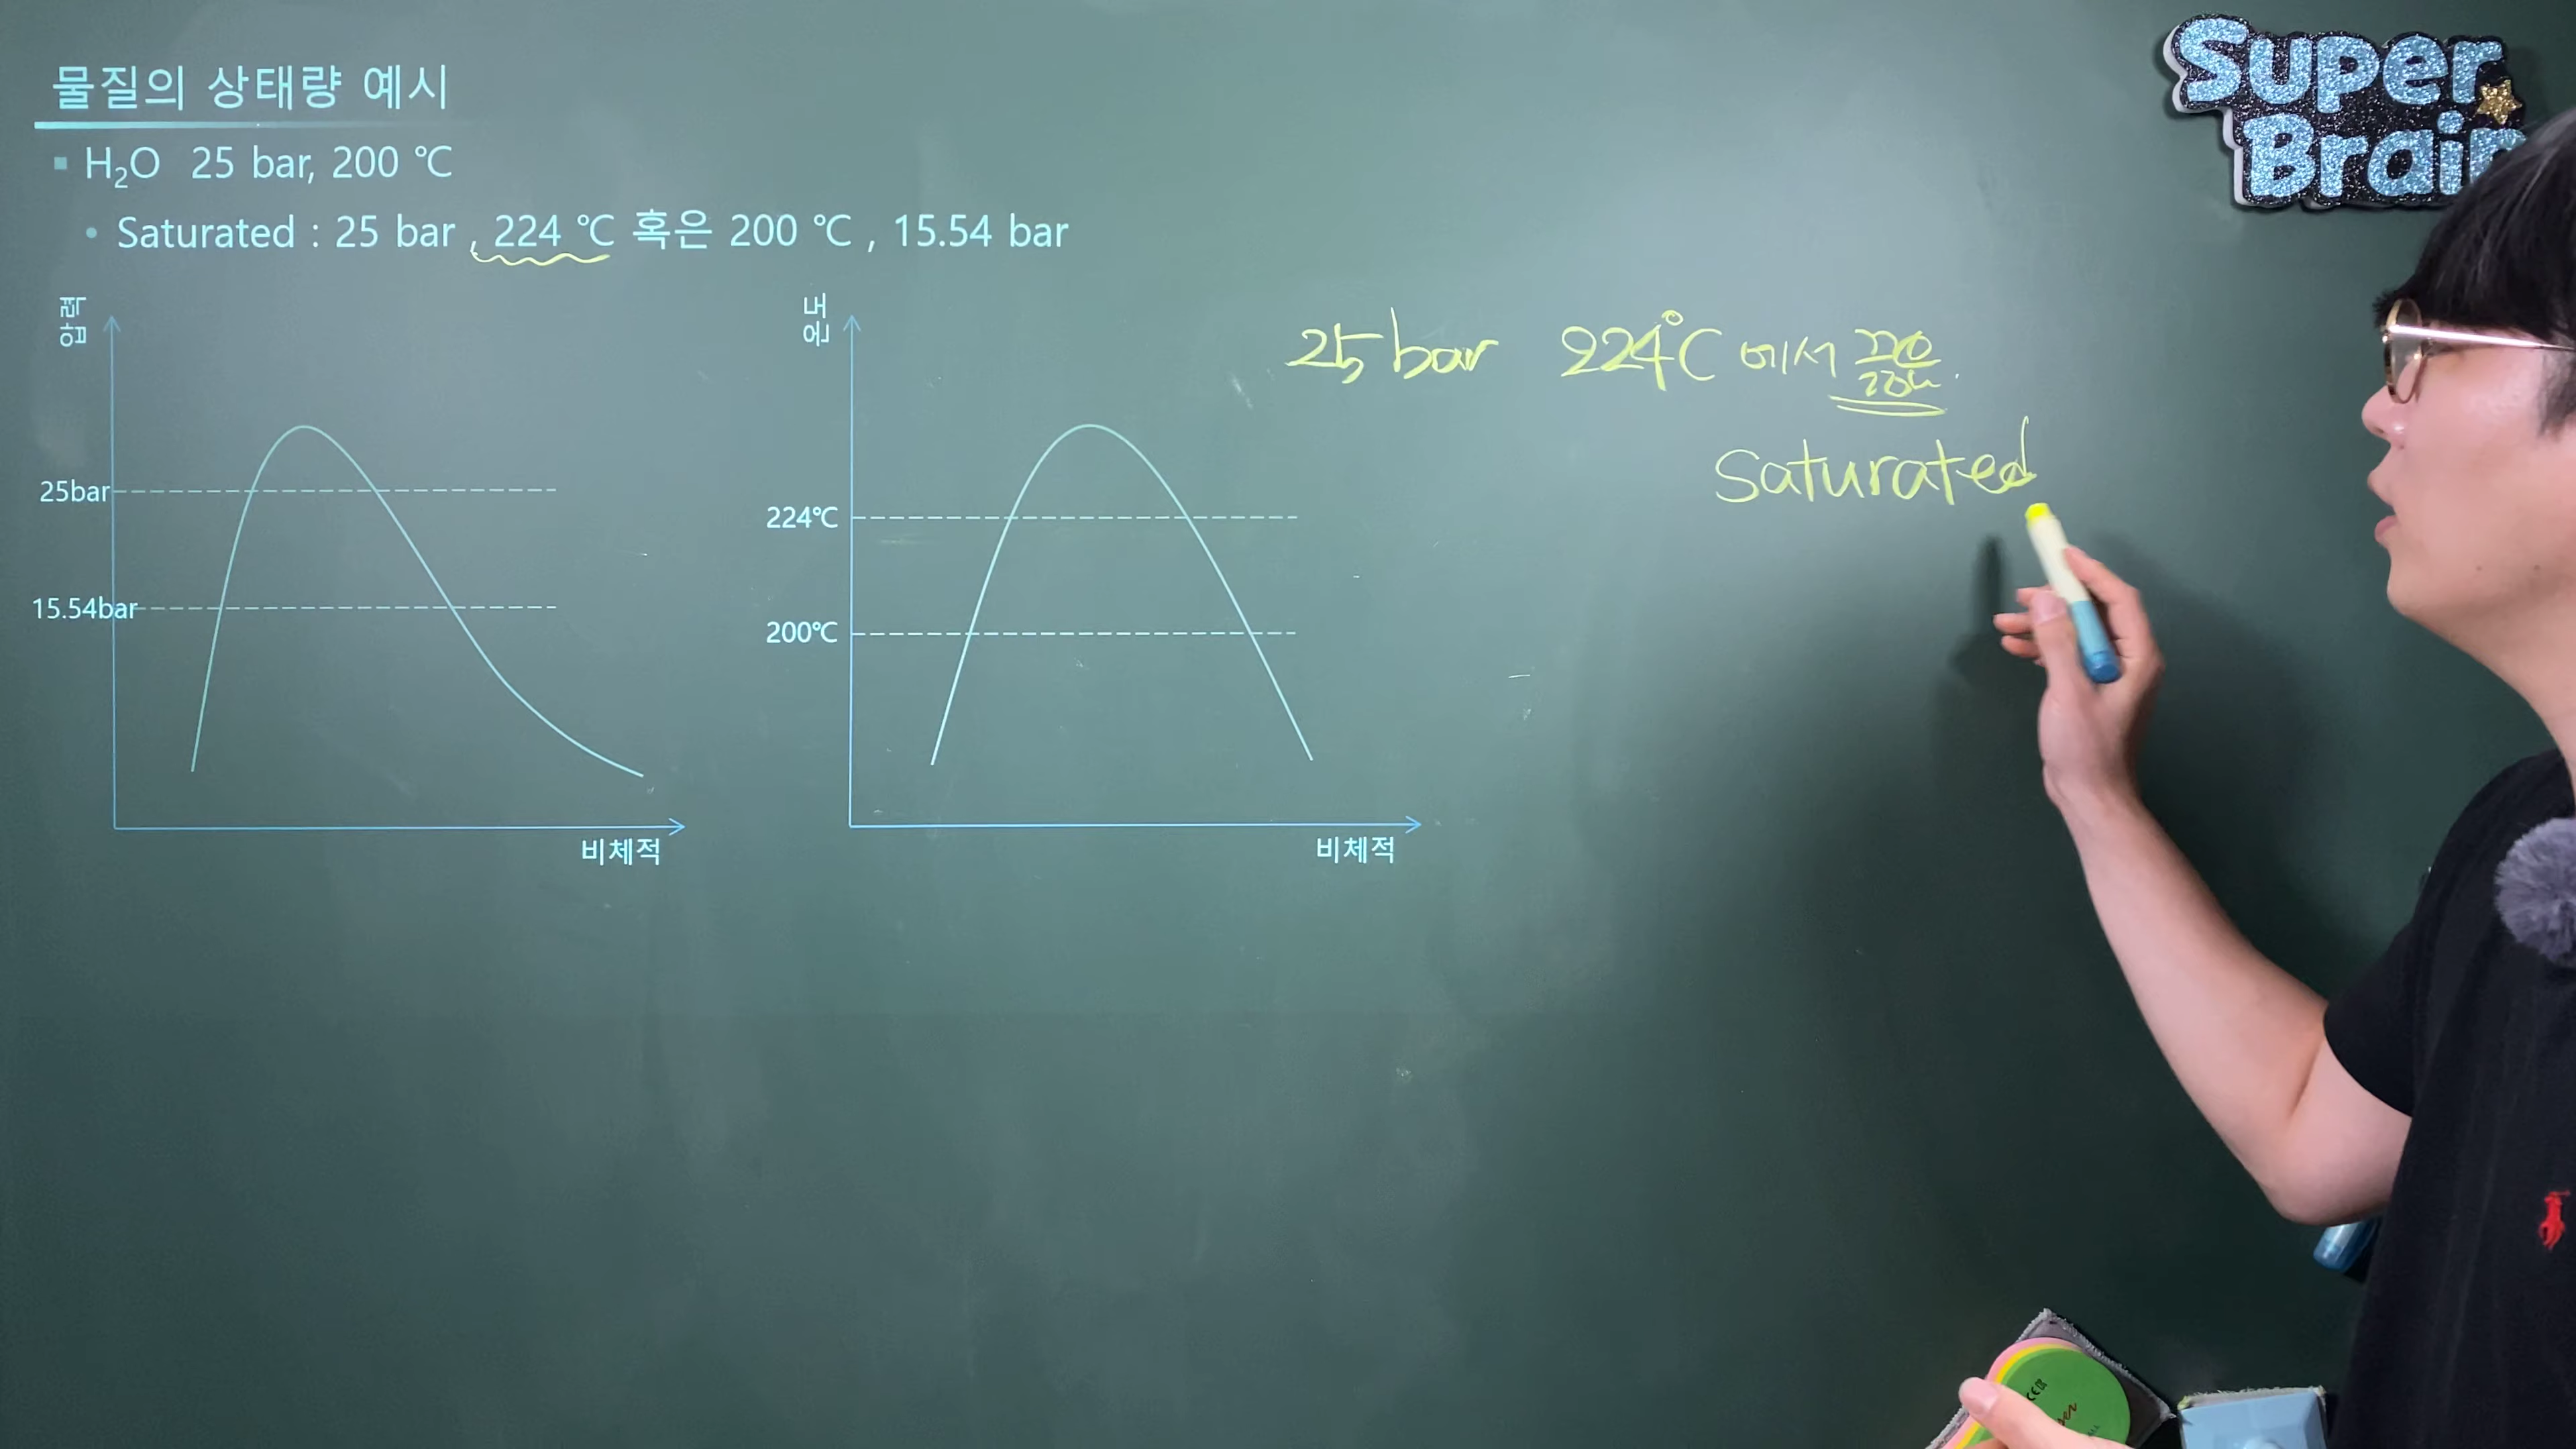 물질의 상태량 예시
H₂O 25 bar, 200 ℃
Saturated : 25 bar , 224 ℃ 혹은 200 ℃ , 15.54 bar
압력
25bar
15.54bar
비체적
온도
224℃
200℃
비체적
25 bar 224°C 에서
Saturated
Super
Brain